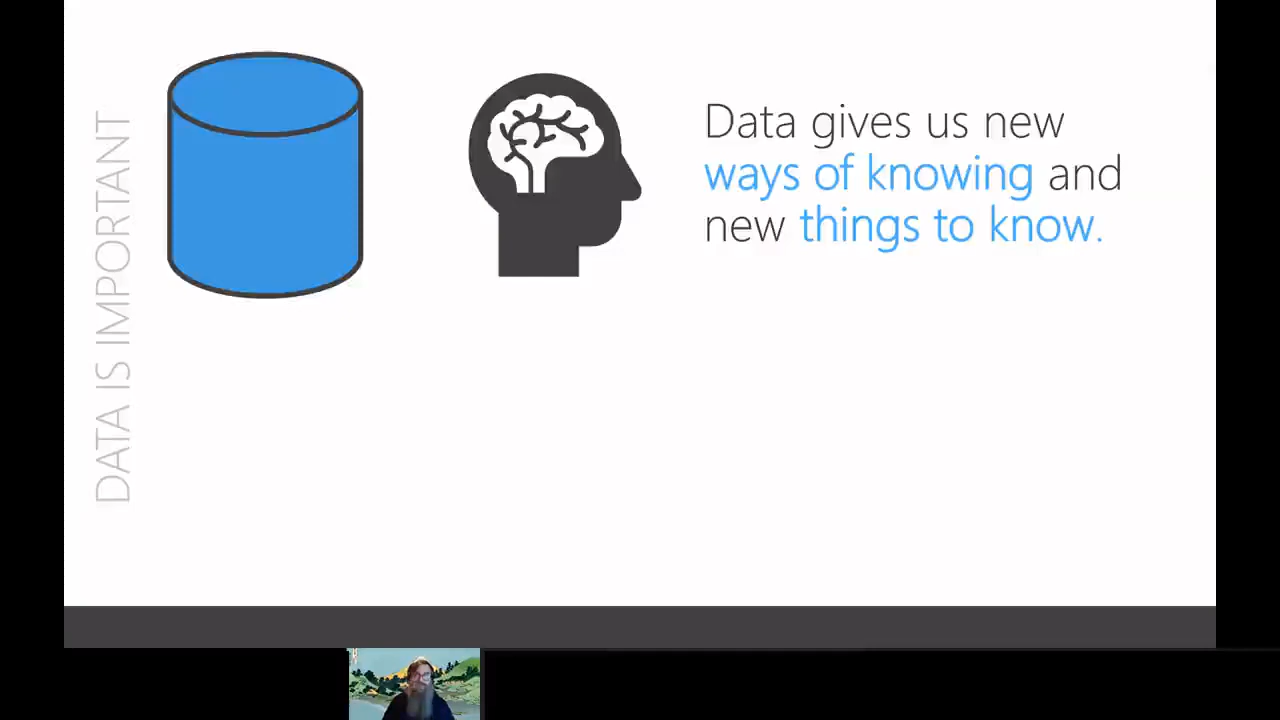 DATA IS IMPORTANT
Data gives us new
ways of knowing and
new things to know.